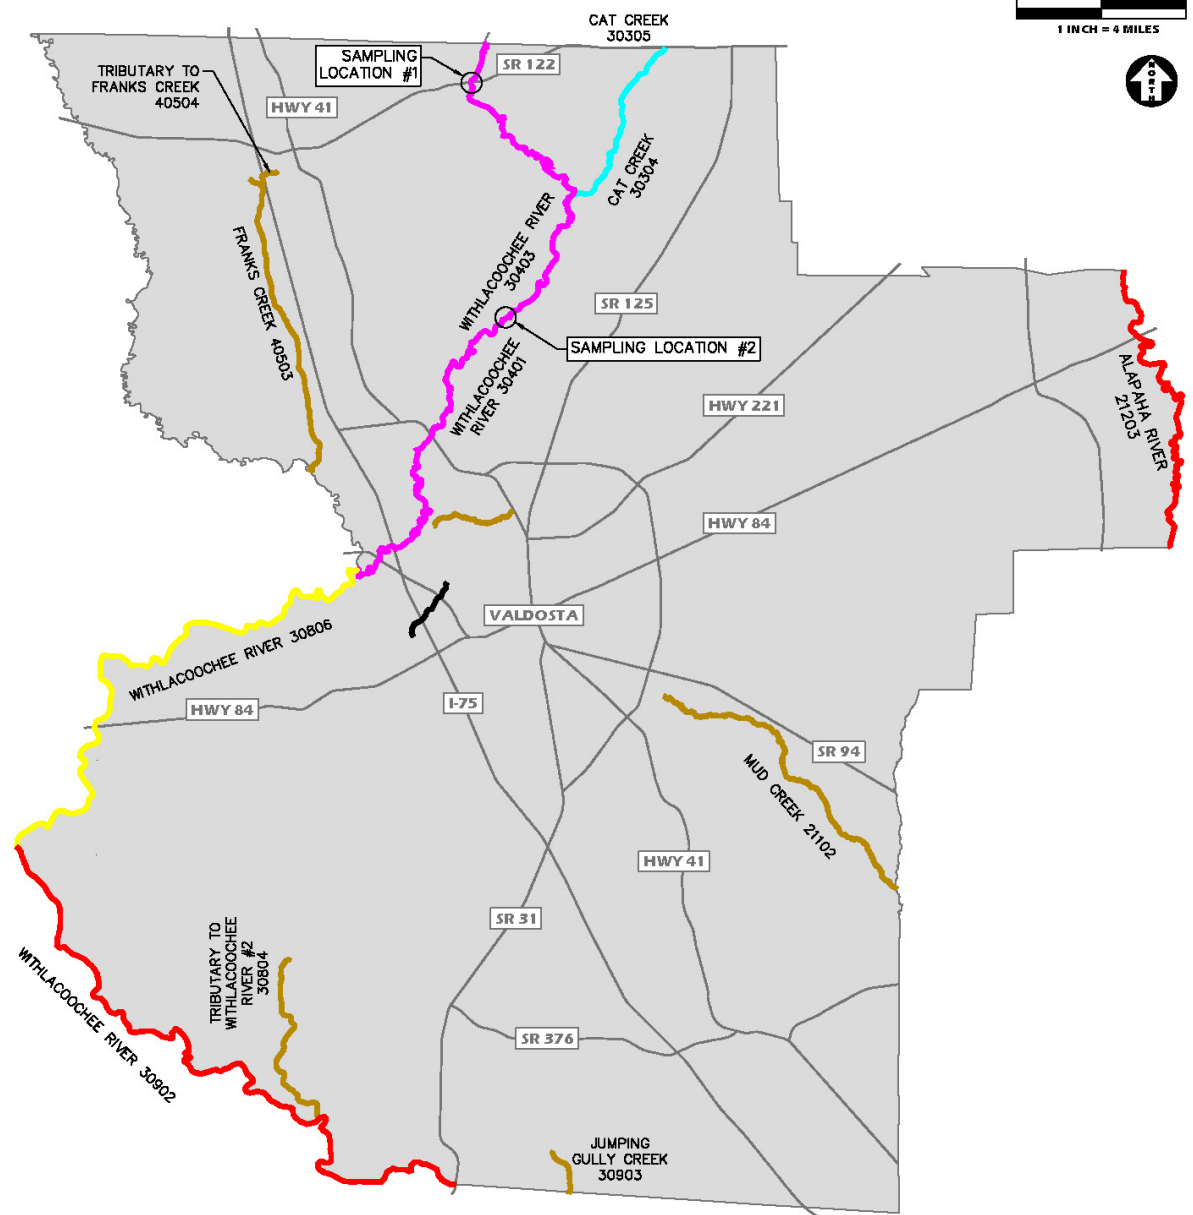 CAT CREEK
30305
1 INCH = 4 MILES
SAMPLING
LOCATION #1
SR 122
TRIBUTARY TO
FRANKS CREEK
40504
HWY 41
NORTH
CAT CREEK
30304
WITHLACOOCHEE RIVER
30403
FRANKS CREEK 40503
SR 125
SAMPLING LOCATION #2
WITHLACOOCHEE
RIVER 30401
ALAPAHA RIVER
21203
HWY 221
HWY 84
VALDOSTA
WITHLACOOCHEE RIVER 30806
HWY 84
I-75
SR 94
MUD CREEK 21102
HWY 41
SR 31
TRIBUTARY TO
WITHLACOOCHEE
RIVER #2
30804
WITHLACOOCHEE RIVER 30902
SR 376
JUMPING
GULLY CREEK
30903